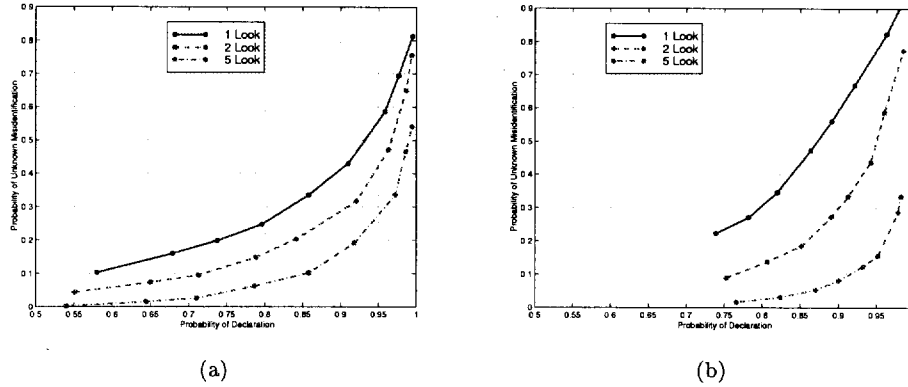 0.9
0.8
0.7
0.6
0.5
0.4
0.3
0.2
0.1
0
Probability of Unknown Misidentification
1 Look
2 Look
5 Look
0.5 0.55 0.6 0.65 0.7 0.75 0.8 0.85 0.9 0.95 1
Probability of Declaration
(a)
0.9
0.8
0.7
0.6
0.5
0.4
0.3
0.2
0.1
0
Probability of Unknown Misidentification
1 Look
2 Look
5 Look
0.5 0.55 0.6 0.65 0.7 0.75 0.8 0.85 0.9 0.95
Probability of Declaration
(b)